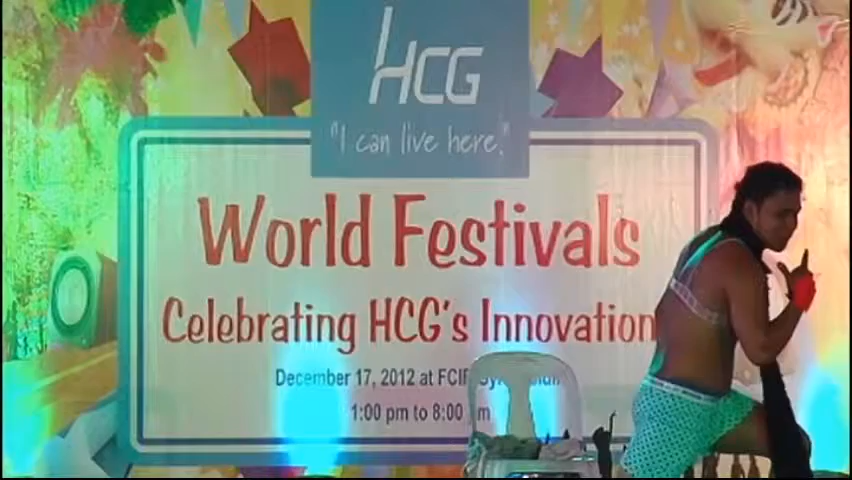 HCG
"I can live here."
World Festivals
Celebrating HCG's Innovation
December 17, 2012 at
1:00 pm to 8:00